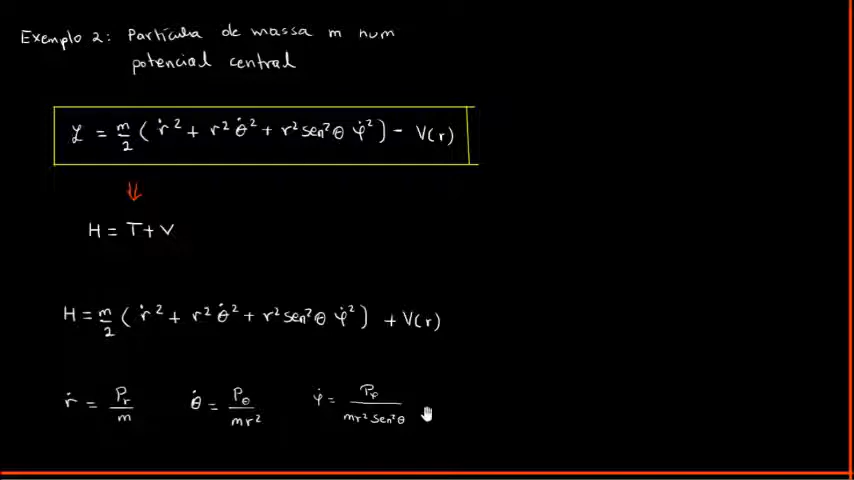 Exemplo 2: Partícula de massa m num
potencial central
ℒ = m/2 ( ṙ² + r² θ̇² + r² sen²θ φ̇² ) - V(r)
⇓
H = T + V
H = m/2 ( ṙ² + r² θ̇² + r² sen²θ φ̇² ) + V(r)
ṙ = Pr/m   θ̇ = Pθ/mr²   φ̇ = Pφ/mr² sen²θ